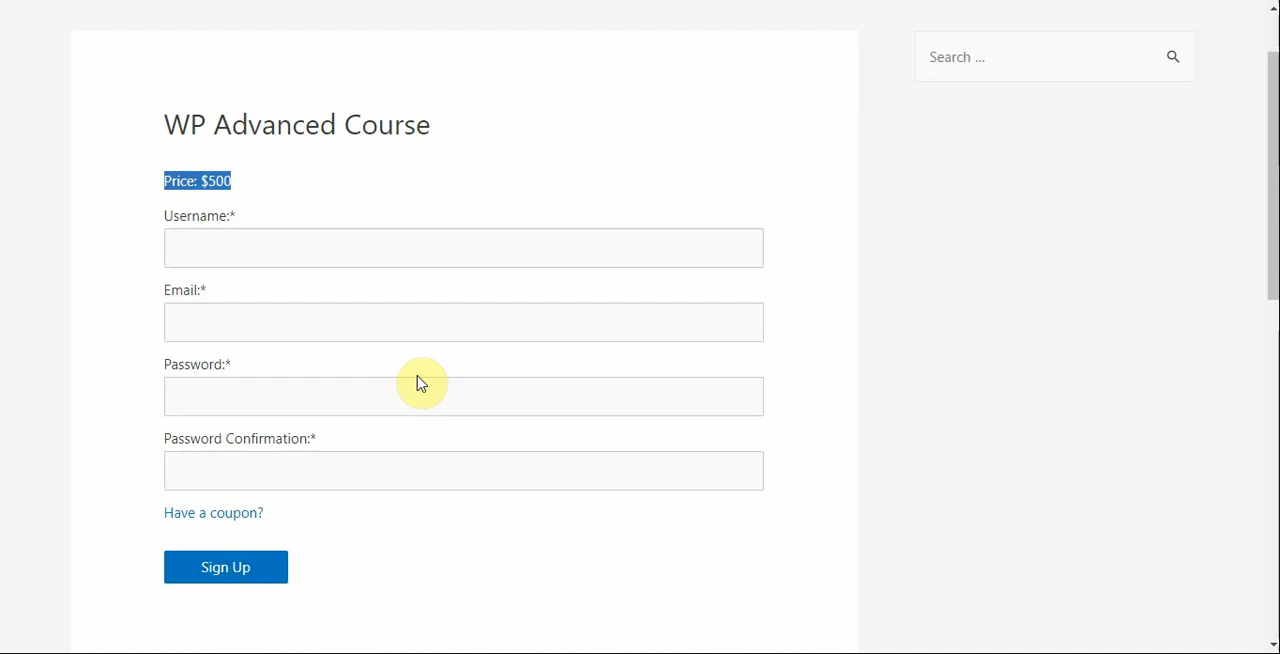 Search ...
WP Advanced Course
Price: $500
Username:*
Email:*
Password:*
Password Confirmation:*
Have a coupon?
Sign Up